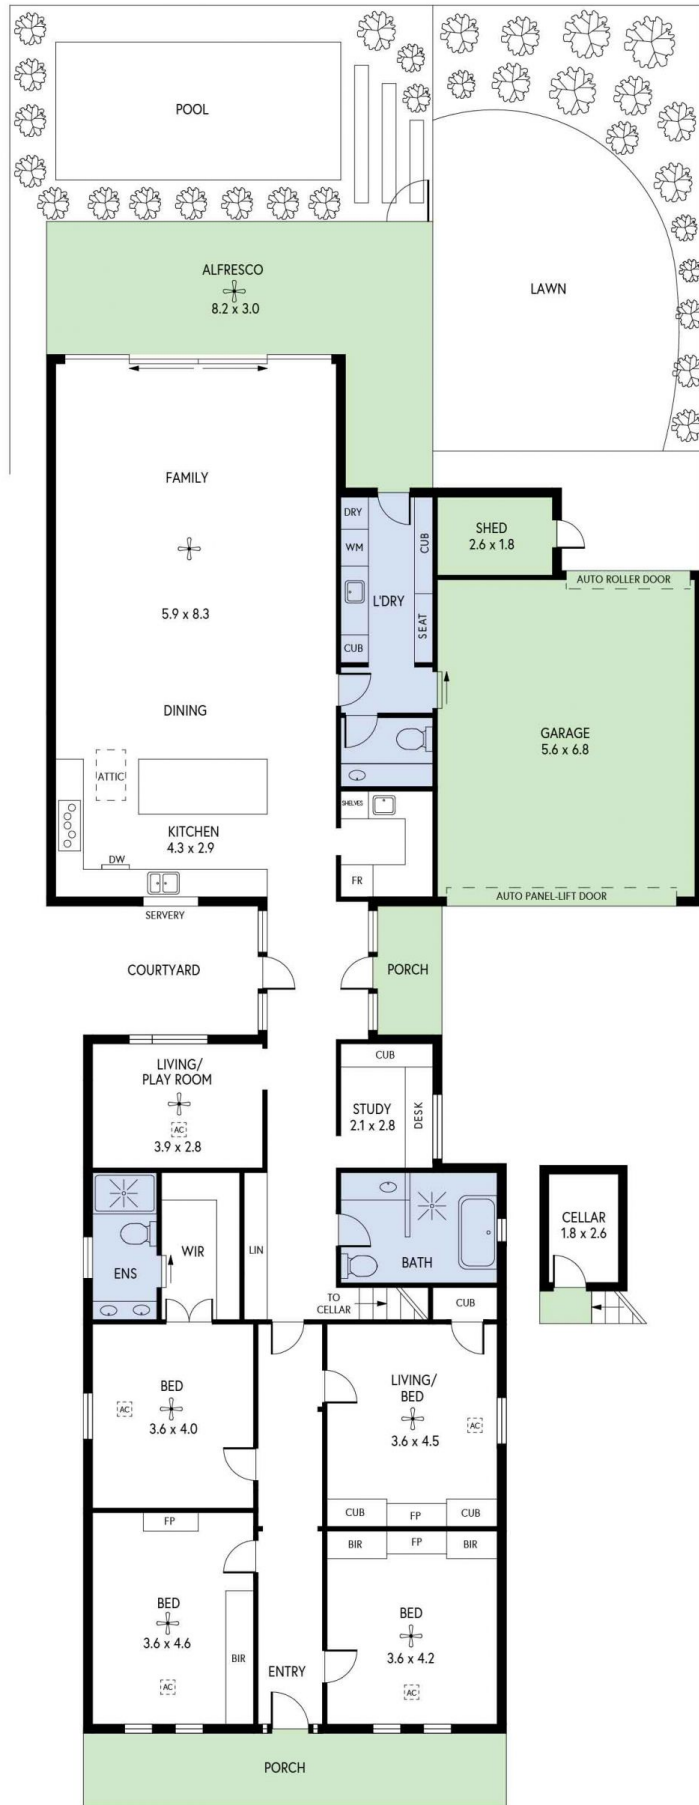 POOL
ALFRESCO
8.2 x 3.0
LAWN
FAMILY
5.9 x 8.3
DINING
DRY
WM
CUB
L'DRY
SEAT
CUB
SHED
2.6 x 1.8
AUTO ROLLER DOOR
GARAGE
5.6 x 6.8
AUTO PANEL-LIFT DOOR
ATTIC
KITCHEN
4.3 x 2.9
DW
SHELVES
FR
SERVERY
COURTYARD
PORCH
LIVING/
PLAY ROOM
AC
3.9 x 2.8
CUB
STUDY
2.1 x 2.8
DESK
ENS
WIR
LIN
BATH
TO
CELLAR
CUB
CELLAR
1.8 x 2.6
BED
AC
3.6 x 4.0
LIVING/
BED
3.6 x 4.5
AC
CUB
FP
CUB
FP
BED
3.6 x 4.6
AC
BIR
BIR
FP
BIR
BED
3.6 x 4.2
AC
ENTRY
PORCH